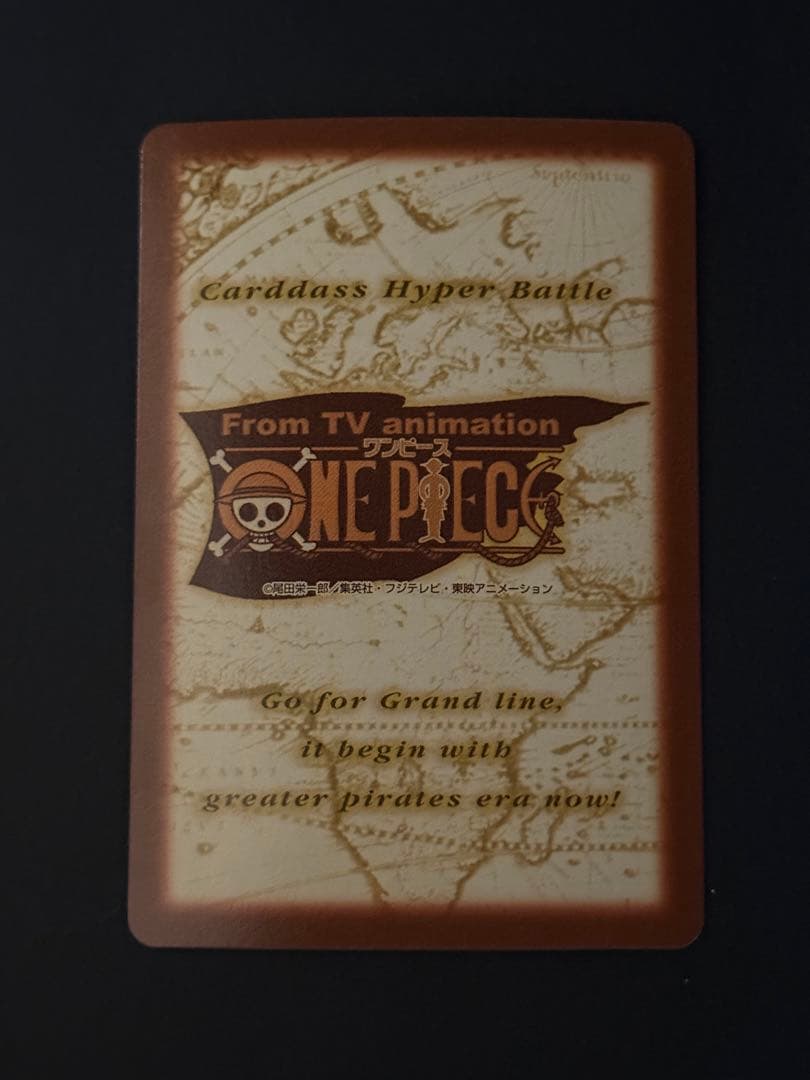 Septentrio
Carddass Hyper Battle
From TV animation
ワンピース
ONE PIECE
©尾田栄一郎／集英社・フジテレビ・東映アニメーション
Go for Grand line,
it begin with
greater pirates era now!